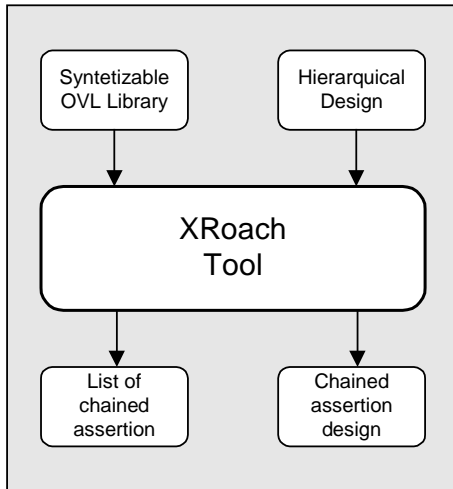 Syntetizable
OVL Library
Hierarquical
Design
XRoach
Tool
List of
chained
assertion
Chained
assertion
design